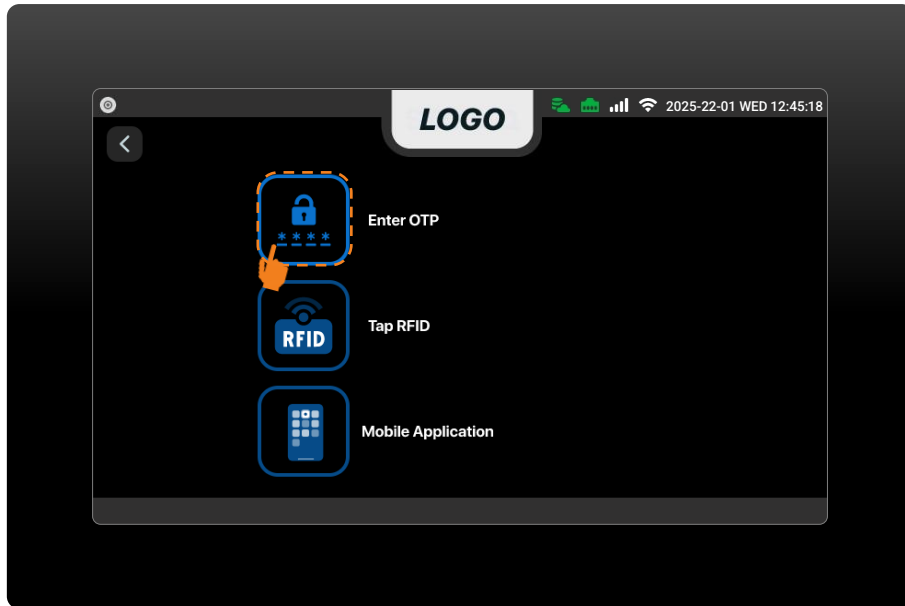 LOGO
2025-22-01 WED 12:45:18
* * * *
Enter OTP
RFID
Tap RFID
Mobile Application